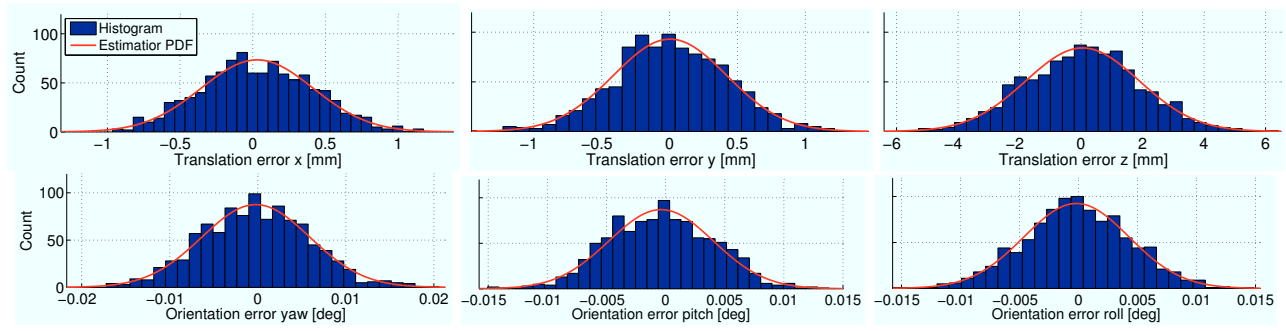 Histogram
Estimatior PDF
Count
100
50
0
−1 −0.5 0 0.5 1
Translation error x [mm]
−1 −0.5 0 0.5 1
Translation error y [mm]
−6 −4 −2 0 2 4 6
Translation error z [mm]
Count
100
50
0
−0.02 −0.01 0 0.01 0.02
Orientation error yaw [deg]
−0.015 −0.01 −0.005 0 0.005 0.01 0.015
Orientation error pitch [deg]
−0.015 −0.01 −0.005 0 0.005 0.01 0.015
Orientation error roll [deg]